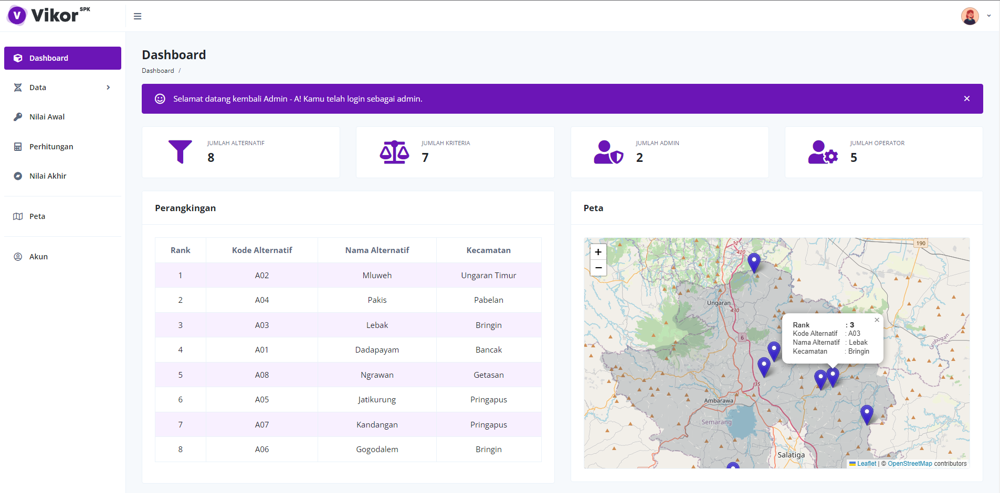 V Vikor SPK
Dashboard
Data
Nilai Awal
Perhitungan
Nilai Akhir
Peta
Akun
Dashboard
Dashboard /
Selamat datang kembali Admin - A! Kamu telah login sebagai admin.
JUMLAH ALTERNATIF
8
JUMLAH KRITERIA
7
JUMLAH ADMIN
2
JUMLAH OPERATOR
5
Perangkingan
Rank Kode Alternatif Nama Alternatif Kecamatan
1 A02 Mluweh Ungaran Timur
2 A04 Pakis Pabelan
3 A03 Lebak Bringin
4 A01 Dadapayam Bancak
5 A08 Ngrawan Getasan
6 A05 Jatikurung Pringapus
7 A07 Kandangan Pringapus
8 A06 Gogodalem Bringin
Peta
+
−
12
420
190
Ungaran
430
6
Rank : 3
Kode Alternatif : A03
Nama Alternatif : Lebak
Kecamatan : Bringin
×
Grobogan
35
Ambarawa
Semarang
Salatiga
Leaflet | © OpenStreetMap contributors